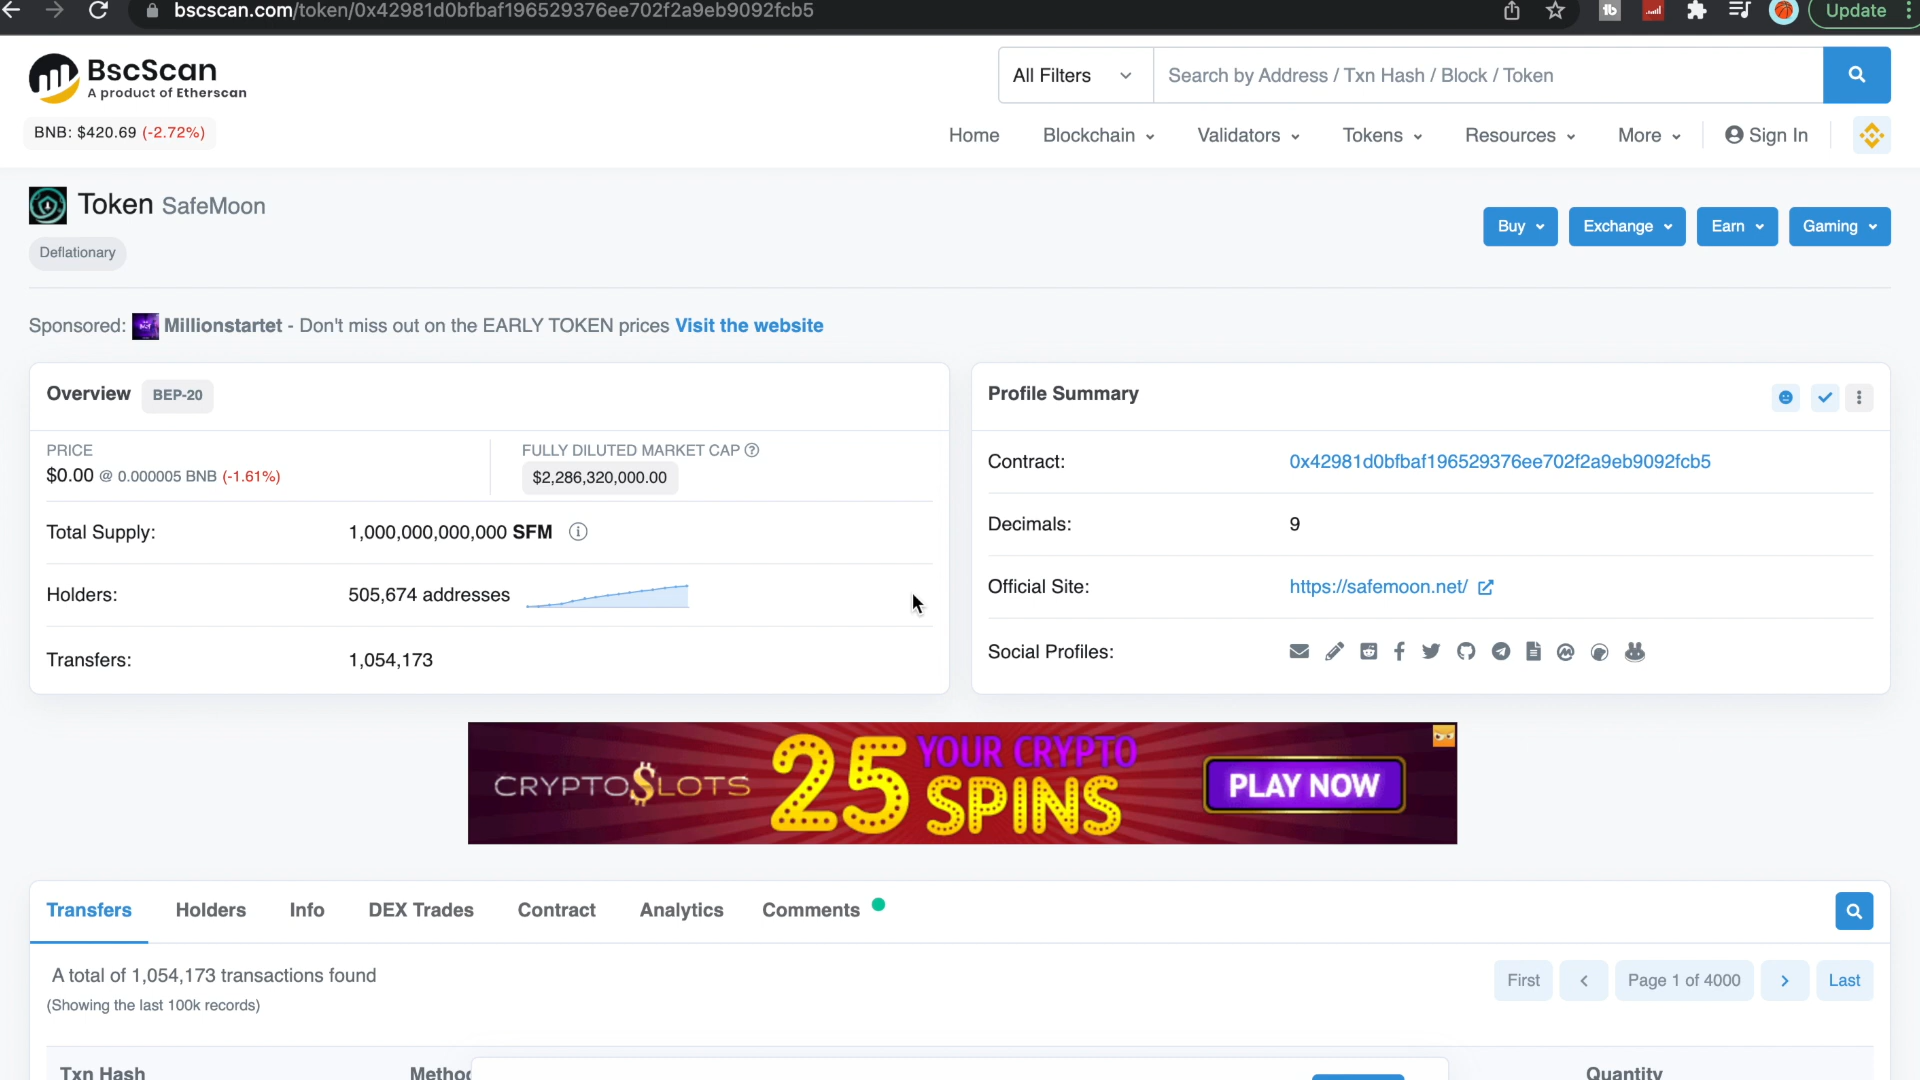 bscscan.com/token/0x42981d0bfbaf196529376ee702f2a9eb9092fcb5
Update
BscScan
A product of Etherscan
All Filters
Search by Address / Txn Hash / Block / Token
BNB: $420.69 (-2.72%)
Home Blockchain Validators Tokens Resources More Sign In
Token SafeMoon
Deflationary
Buy Exchange Earn Gaming
Sponsored: Millionstartet - Don't miss out on the EARLY TOKEN prices Visit the website
Overview BEP-20
PRICE
$0.00 @ 0.000005 BNB (-1.61%)
FULLY DILUTED MARKET CAP
$2,286,320,000.00
Total Supply: 1,000,000,000,000 SFM
Holders: 505,674 addresses
Transfers: 1,054,173
Profile Summary
Contract: 0x42981d0bfbaf196529376ee702f2a9eb9092fcb5
Decimals: 9
Official Site: https://safemoon.net/
Social Profiles:
CRYPTO$LOTS 25 YOUR CRYPTO SPINS PLAY NOW
Transfers Holders Info DEX Trades Contract Analytics Comments
A total of 1,054,173 transactions found
(Showing the last 100k records)
First Page 1 of 4000 Last
Txn Hash Method Quantity